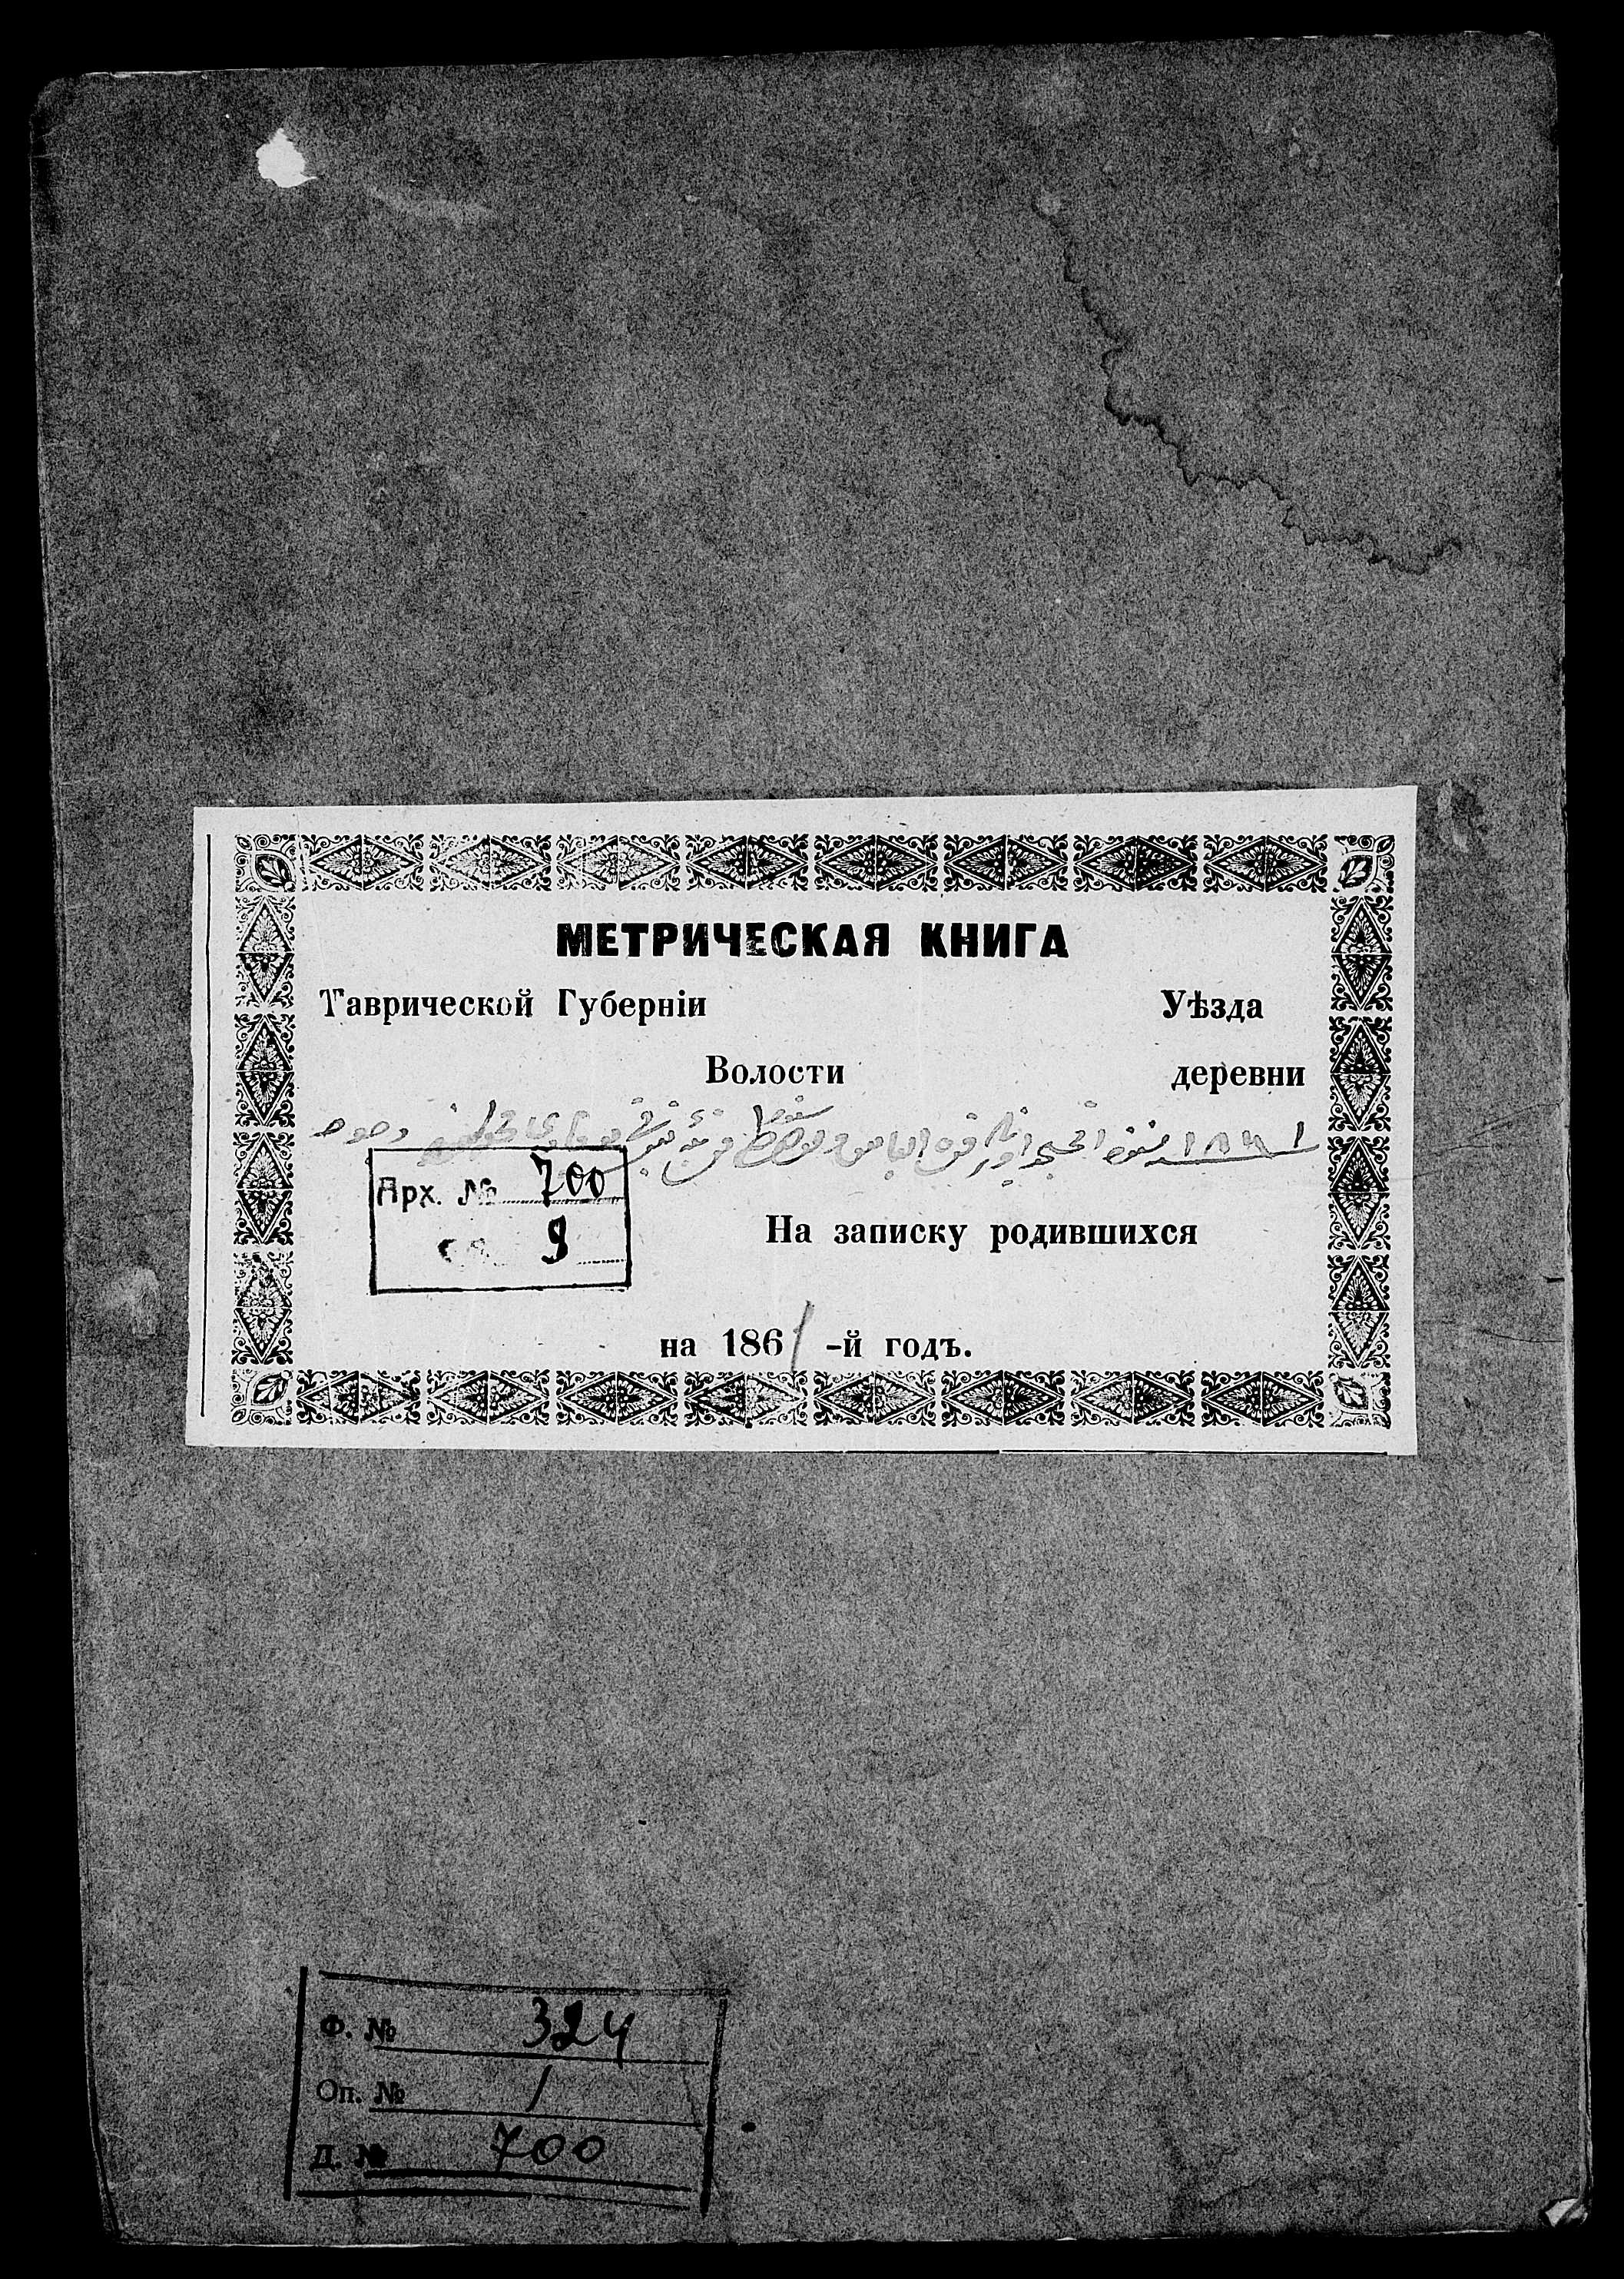 МЕТРИЧЕСКАЯ КНИГА
Таврической Губерніи Уѣзда
Волости деревни
Арх. № 700
9
На записку родившихся
на 1861-й годъ.
Ф. № 324
Оп. № 1
Д. № 700